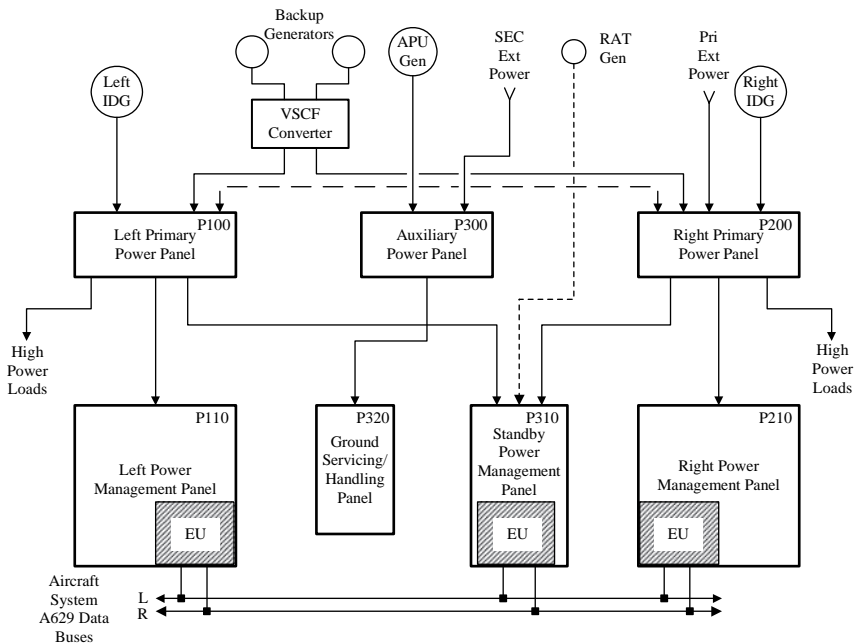 Backup
Generators
APU
Gen
SEC
Ext
Power
RAT
Gen
Pri
Ext
Power
Left
IDG
Right
IDG
VSCF
Converter
P100
Left Primary
Power Panel
P300
Auxiliary
Power Panel
P200
Right Primary
Power Panel
High
Power
Loads
High
Power
Loads
P110
Left Power
Management Panel
EU
P320
Ground
Servicing/
Handling
Panel
P310
Standby
Power
Management
Panel
EU
P210
Right Power
Management Panel
EU
Aircraft
System
A629 Data
Buses
L
R